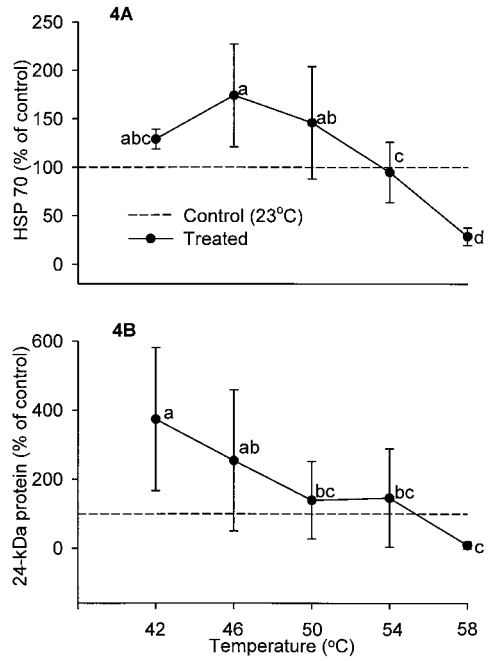 4A
HSP 70 (% of control)
250
200
150
100
50
0
abc
a
ab
c
d
Control (23°C)
Treated
4B
24-kDa protein (% of control)
600
400
200
0
a
ab
bc
bc
c
42 46 50 54 58
Temperature (°C)